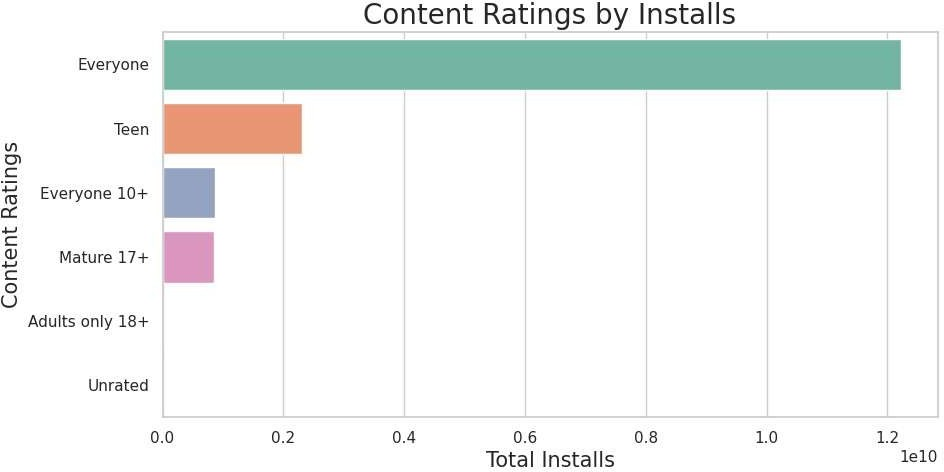 Content Ratings by Installs
Content Ratings
Everyone
Teen
Everyone 10+
Mature 17+
Adults only 18+
Unrated
0.0 0.2 0.4 0.6 0.8 1.0 1.2
1e10
Total Installs